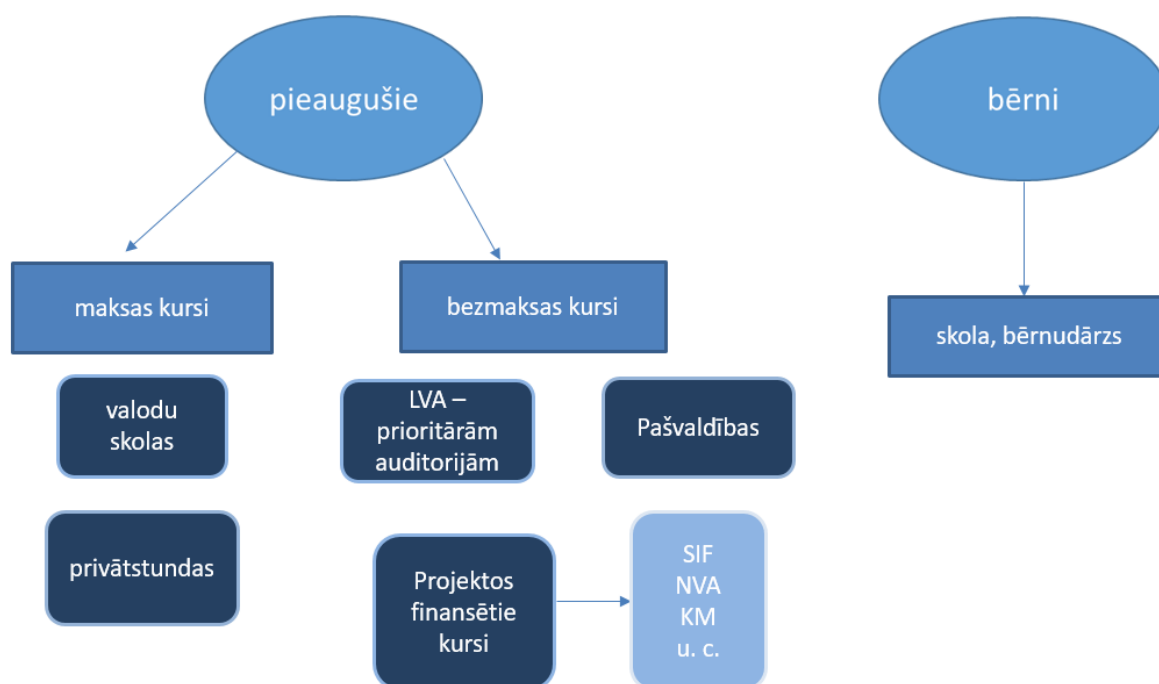 pieaugušie
bērni
maksas kursi
bezmaksas kursi
skola, bērnudārzs
valodu
skolas
LVA –
prioritārām
auditorijām
Pašvaldības
privātstundas
Projektos
finansētie
kursi
SIF
NVA
KM
u. c.